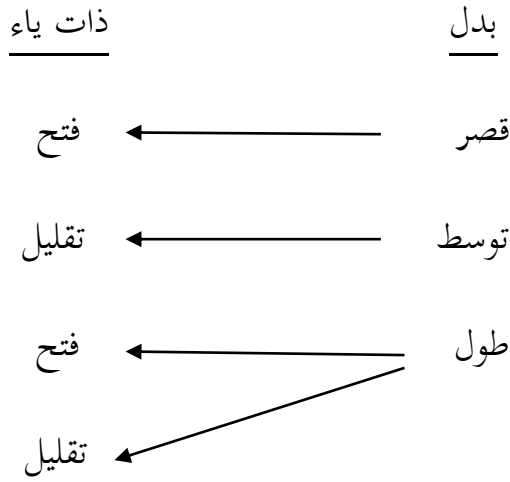 بدل ذات ياء
قصر فتح
توسط تقليل
طول فتح
تقليل